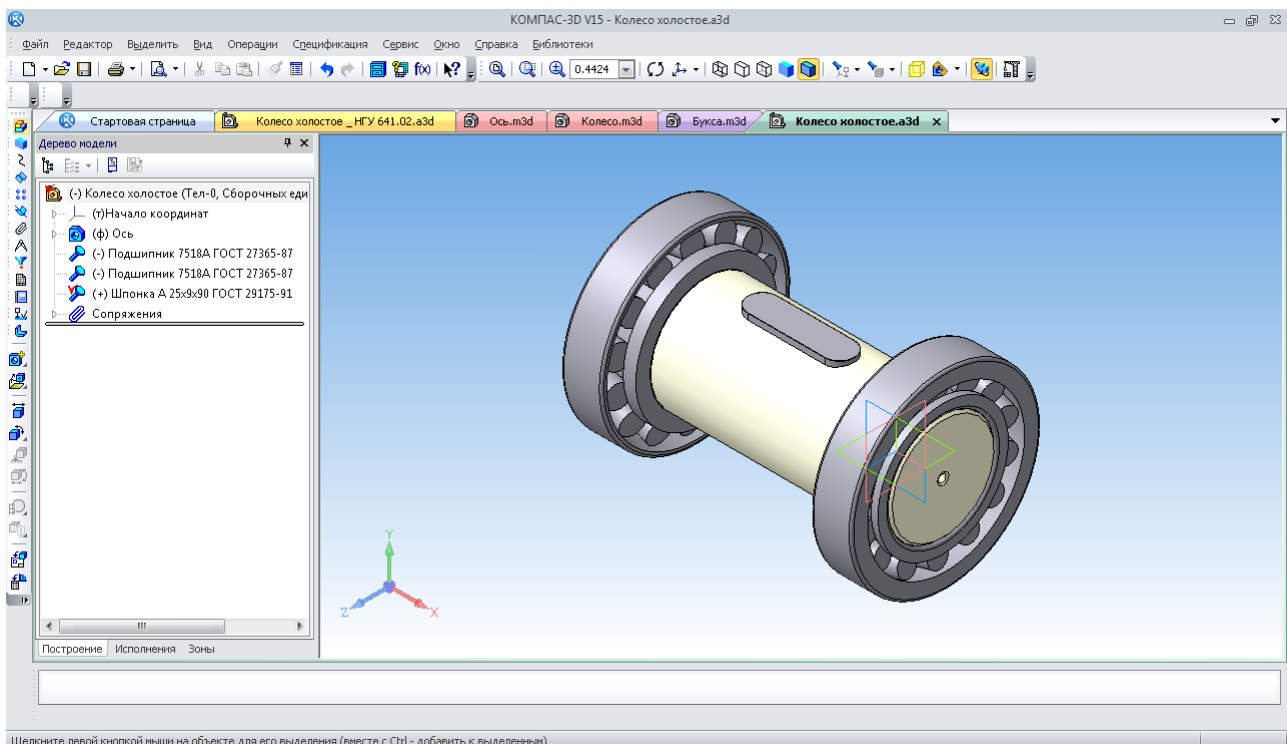 КОМПАС-3D V15 - Колесо холостое.a3d
Файл Редактор Выделить Вид Операции Спецификация Сервис Окно Справка Библиотеки
0.4424
Стартовая страница Колесо холостое _ НГУ 641.02.a3d Ось.m3d Колесо.m3d Букса.m3d Колесо холостое.a3d
Дерево модели
(-) Колесо холостое (Тел-0, Сборочных еди
(т)Начало координат
(ф) Ось
(-) Подшипник 7518А ГОСТ 27365-87
(-) Подшипник 7518А ГОСТ 27365-87
(+) Шпонка А 25x9x90 ГОСТ 29175-91
Сопряжения
Y
Z
X
Построение Исполнения Зоны
Щелкните левой кнопкой мыши на объекте для его выделения (вместе с Ctrl - добавить к выделенным)